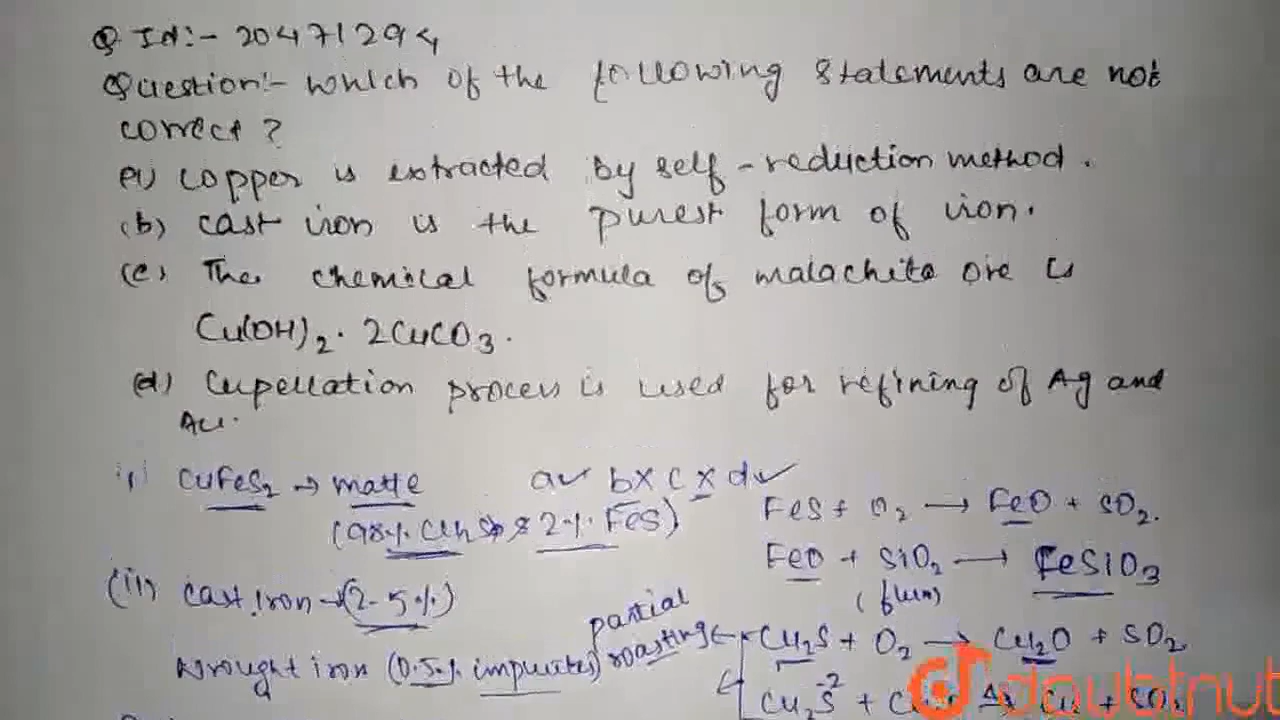 Q Id:- 20471294
Question:- which of the following statements are not
correct?
(a) copper is extracted by self-reduction method.
(b) cast iron is the purest form of iron.
(c) The chemical formula of malachite ore is
Cu(OH)2. 2CuCO3.
(d) Cupellation process is used for refining of Ag and
Au.
(i) CuFeS2 → matte
a✓ b× c× d✓
(98% Cu2S + 2% FeS)
FeS + O2 → FeO + SO2.
FeO + SiO2 → FeSiO3
(flux)
(ii) cast iron → (2-5%)
partial
wrought iron (0.5% impurities)
roasting ← Cu2S + O2 → Cu2O + SO2
Cu2S-2 +
doubtnut